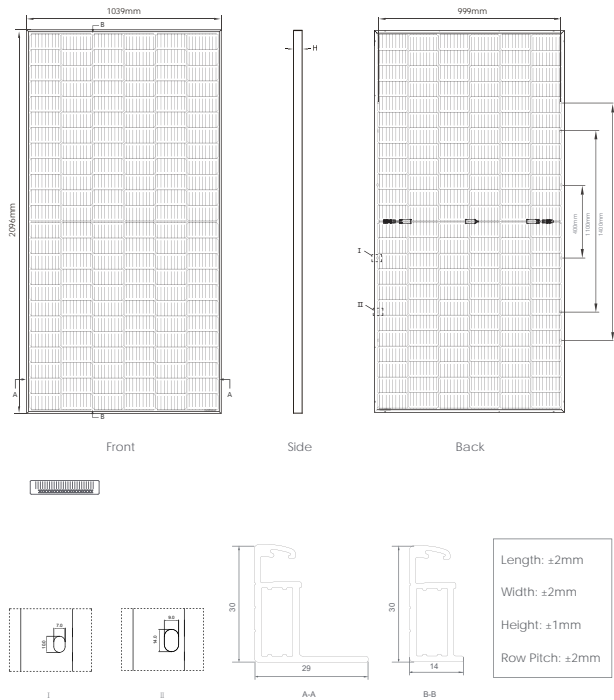 1039mm
B
2096mm
A
A
B
Front
H
Side
999mm
I
II
400mm
1100mm
1400mm
Back
7.0
10.0
I
9.0
14.0
II
30
29
A-A
30
14
B-B
Length: ±2mm
Width: ±2mm
Height: ±1mm
Row Pitch: ±2mm